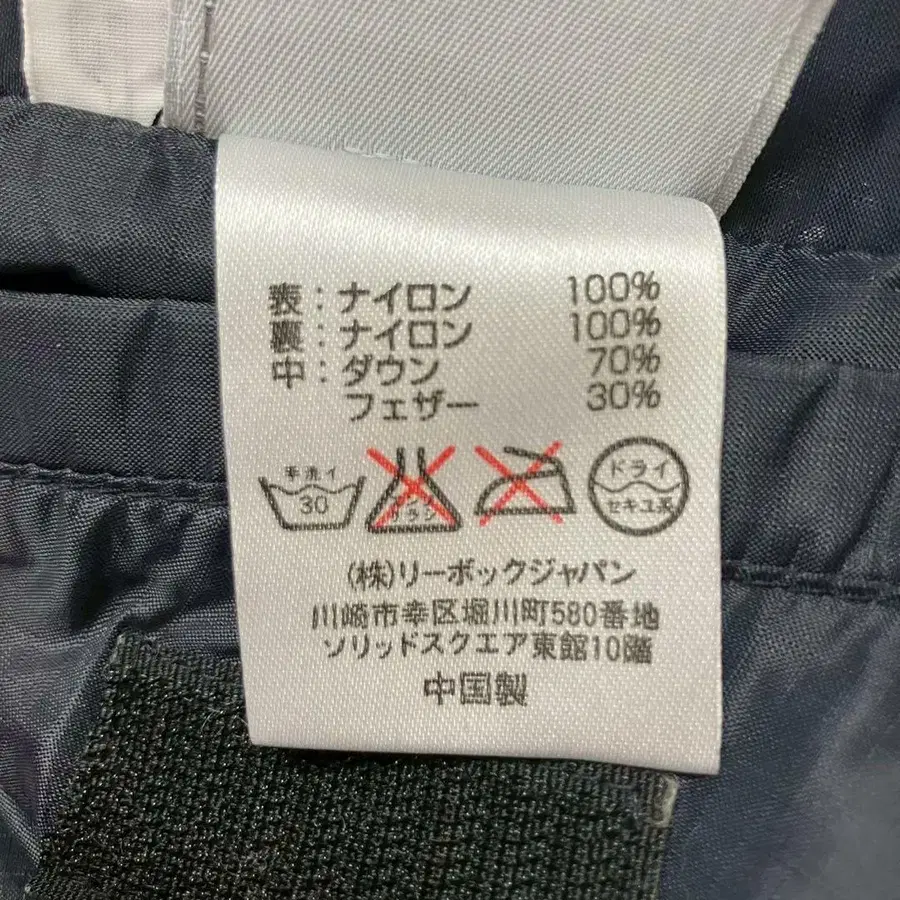 表：ナイロン 100%
裏：ナイロン 100%
中：ダウン 70%
フェザー 30%
手洗イ
30
ドライ
セキユ系
(株)リーボックジャパン
川崎市幸区堀川町580番地
ソリッドスクエア東館10階
中国製